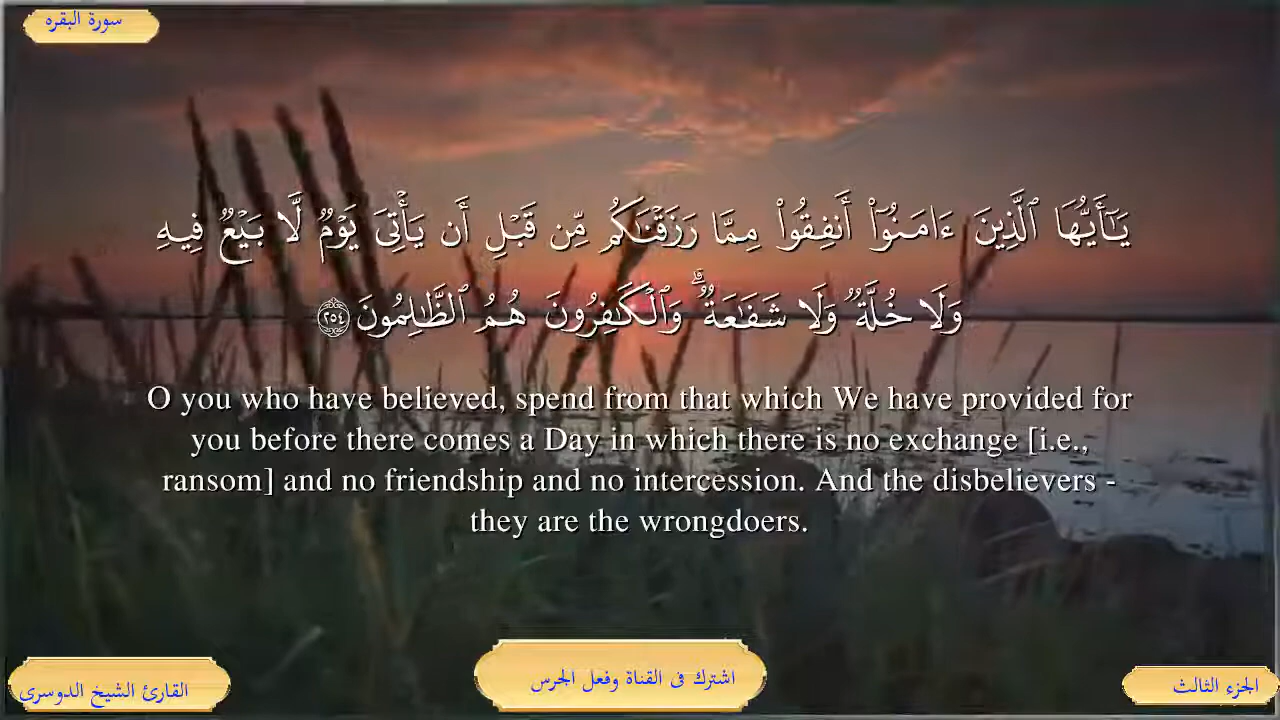 سورة البقره
يَـٰٓأَيُّهَا ٱلَّذِينَ ءَامَنُوٓا۟ أَنفِقُوا۟ مِمَّا رَزَقْنَـٰكُم مِّن قَبْلِ أَن يَأْتِىَ يَوْمٌ لَّا بَيْعٌ فِيهِ
وَلَا خُلَّةٌ وَلَا شَفَـٰعَةٌ ۗ وَٱلْكَـٰفِرُونَ هُمُ ٱلظَّـٰلِمُونَ ٢٥٤
O you who have believed, spend from that which We have provided for
you before there comes a Day in which there is no exchange [i.e.,
ransom] and no friendship and no intercession. And the disbelievers -
they are the wrongdoers.
الجزء الثالث
اشترك فى القناة وفعل الجرس
القارئ الشيخ الدوسرى